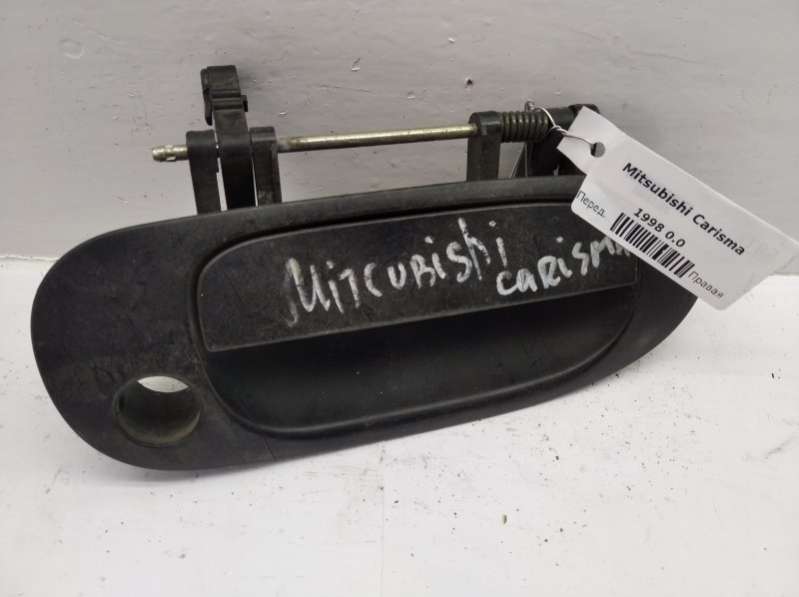 Mitcubishi
carisma
Mitsubishi Carisma
1998 0.0
Перед.
Правая